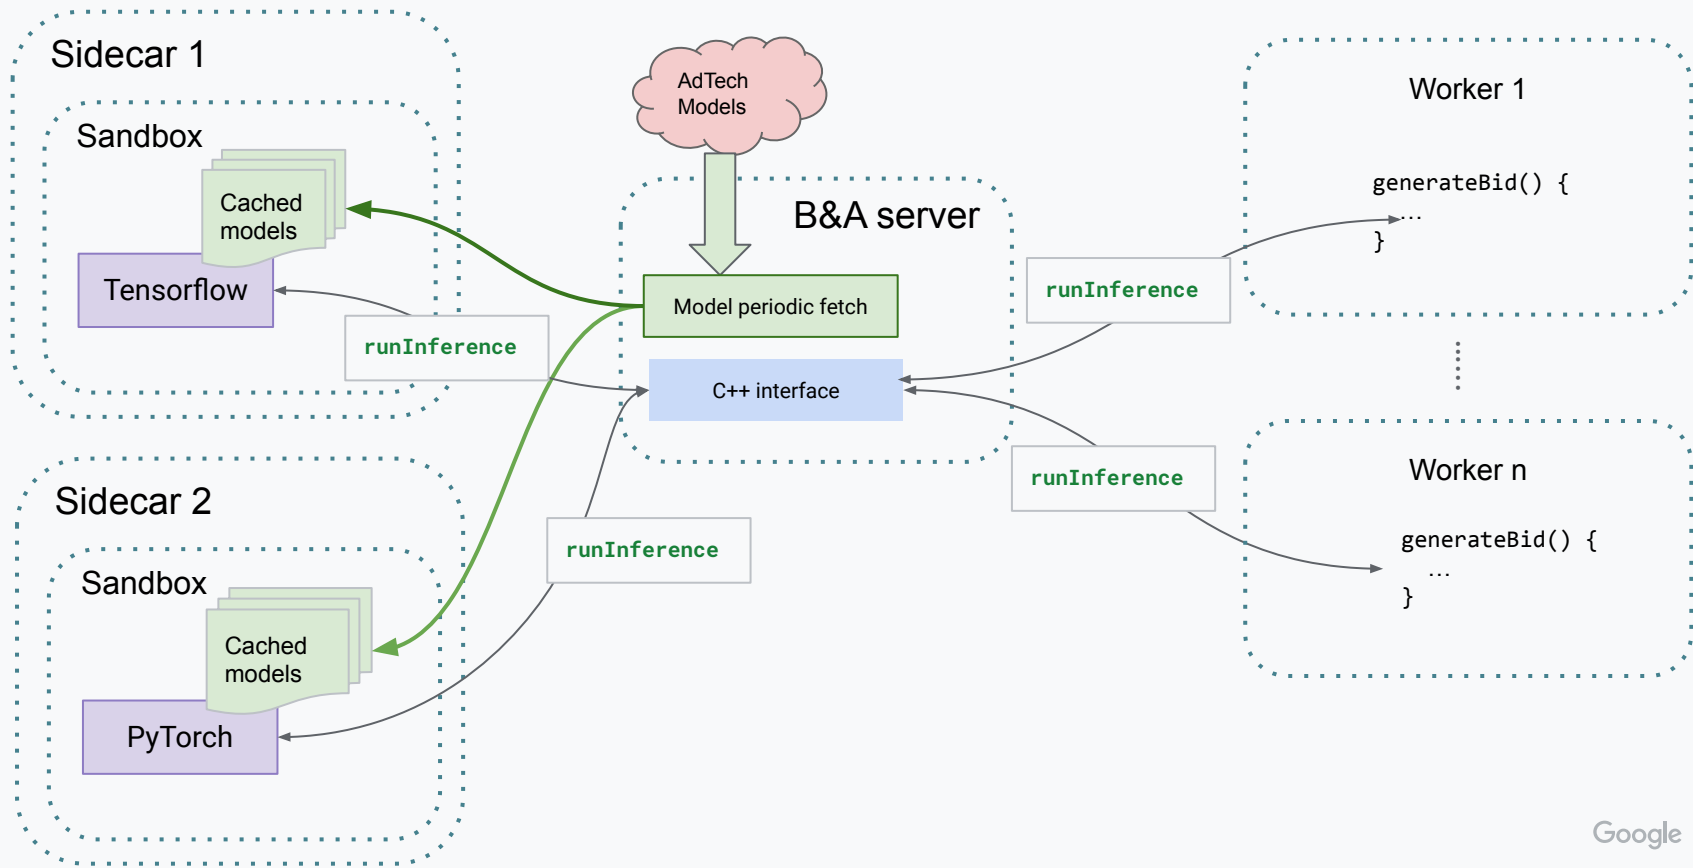 Sidecar 1
Sandbox
Cached
models
Tensorflow
runInference
Sidecar 2
Sandbox
Cached
models
PyTorch
runInference
AdTech
Models
B&A server
Model periodic fetch
C++ interface
runInference
runInference
Worker 1
generateBid() {
...
}
Worker n
generateBid() {
...
}
Google